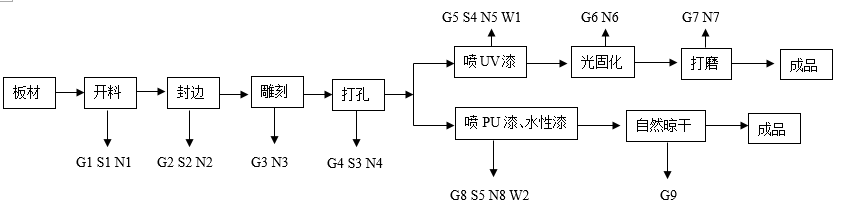 G5 S4 N5 W1
G6 N6
G7 N7
喷UV漆
光固化
打磨
成品
板材
开料
封边
雕刻
打孔
喷PU漆、水性漆
自然晾干
成品
G1 S1 N1
G2 S2 N2
G3 N3
G4 S3 N4
G8 S5 N8 W2
G9